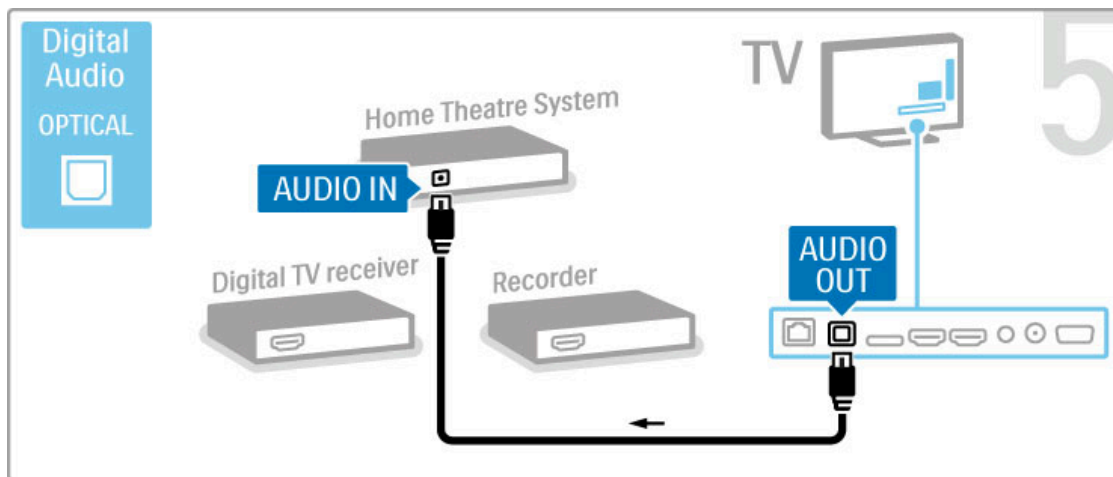 Digital
Audio
OPTICAL
TV
5
Home Theatre System
AUDIO IN
Digital TV receiver
Recorder
AUDIO
OUT